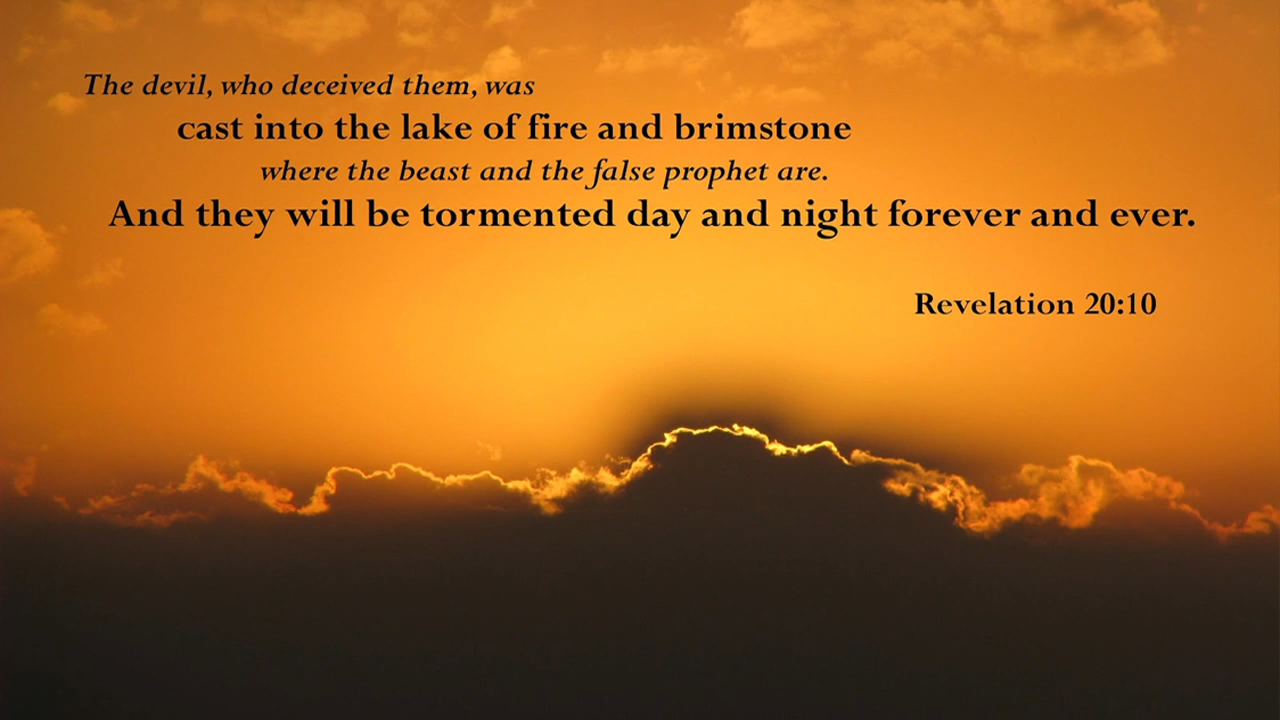 The devil, who deceived them, was
cast into the lake of fire and brimstone
where the beast and the false prophet are.
And they will be tormented day and night forever and ever.
Revelation 20:10